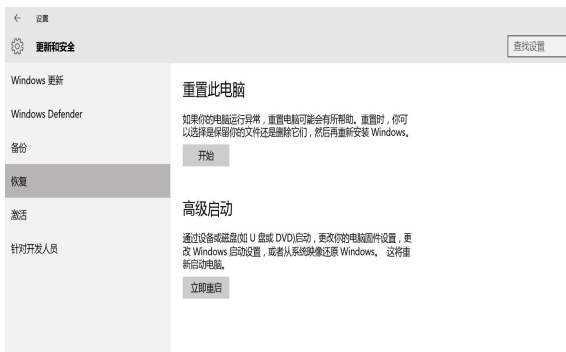 设置
更新和安全
查找设置
Windows 更新
Windows Defender
备份
恢复
激活
针对开发人员
重置此电脑
如果你的电脑运行异常，重置电脑可能会有所帮助。重置时，你可
以选择是保留你的文件还是删除它们，然后再重新安装 Windows。
开始
高级启动
通过设备或磁盘(如 U 盘或 DVD)启动，更改你的电脑固件设置，更
改 Windows 启动设置，或者从系统映像还原 Windows。 这将重
新启动电脑。
立即重启